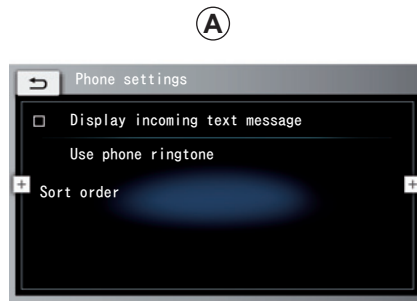 A
Phone settings
Display incoming text message
Use phone ringtone
Sort order